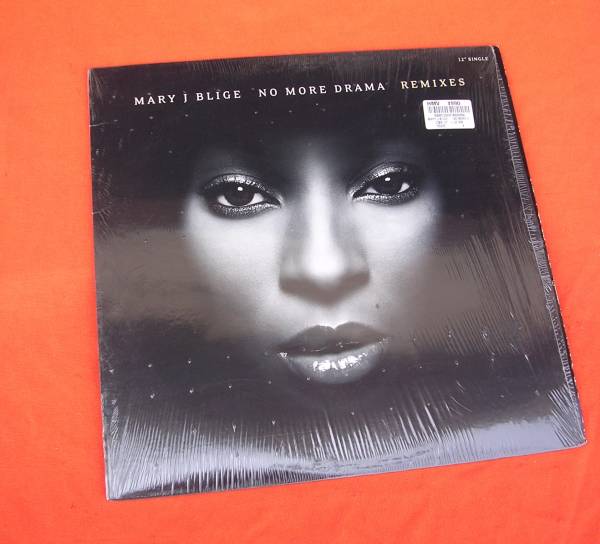 12" SINGLE
MARY J BLIGE NO MORE DRAMA REMIXES
HMV